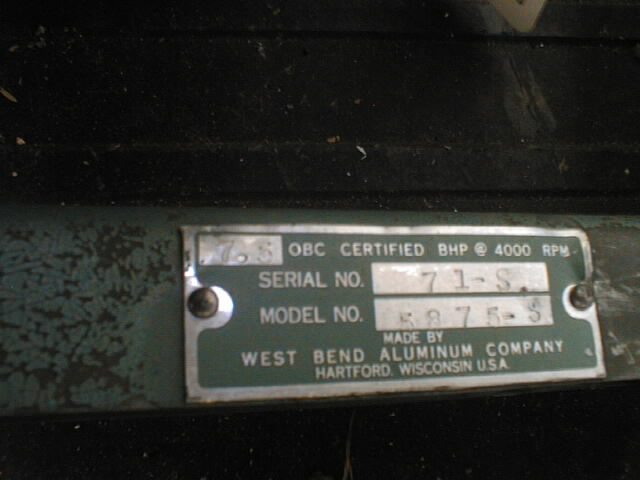 7.5 OBC CERTIFIED BHP @ 4000 RPM
SERIAL NO. 71-S.
MODEL NO. 5875-S
MADE BY
WEST BEND ALUMINUM COMPANY
HARTFORD, WISCONSIN U.S.A.